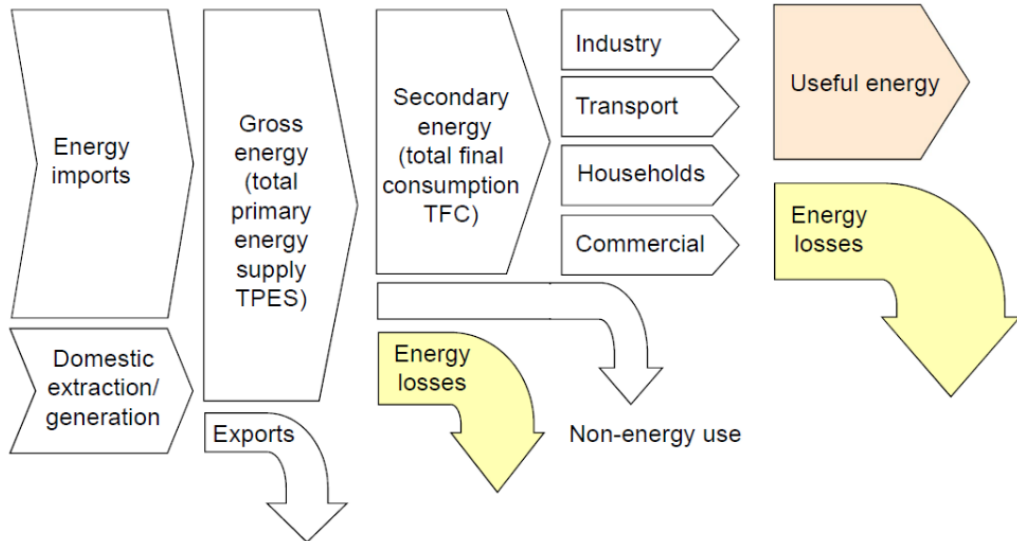 Energy
imports
Domestic
extraction/
generation
Gross
energy
(total
primary
energy
supply
TPES)
Exports
Secondary
energy
(total final
consumption
TFC)
Energy
losses
Non-energy use
Industry
Transport
Households
Commercial
Useful energy
Energy
losses